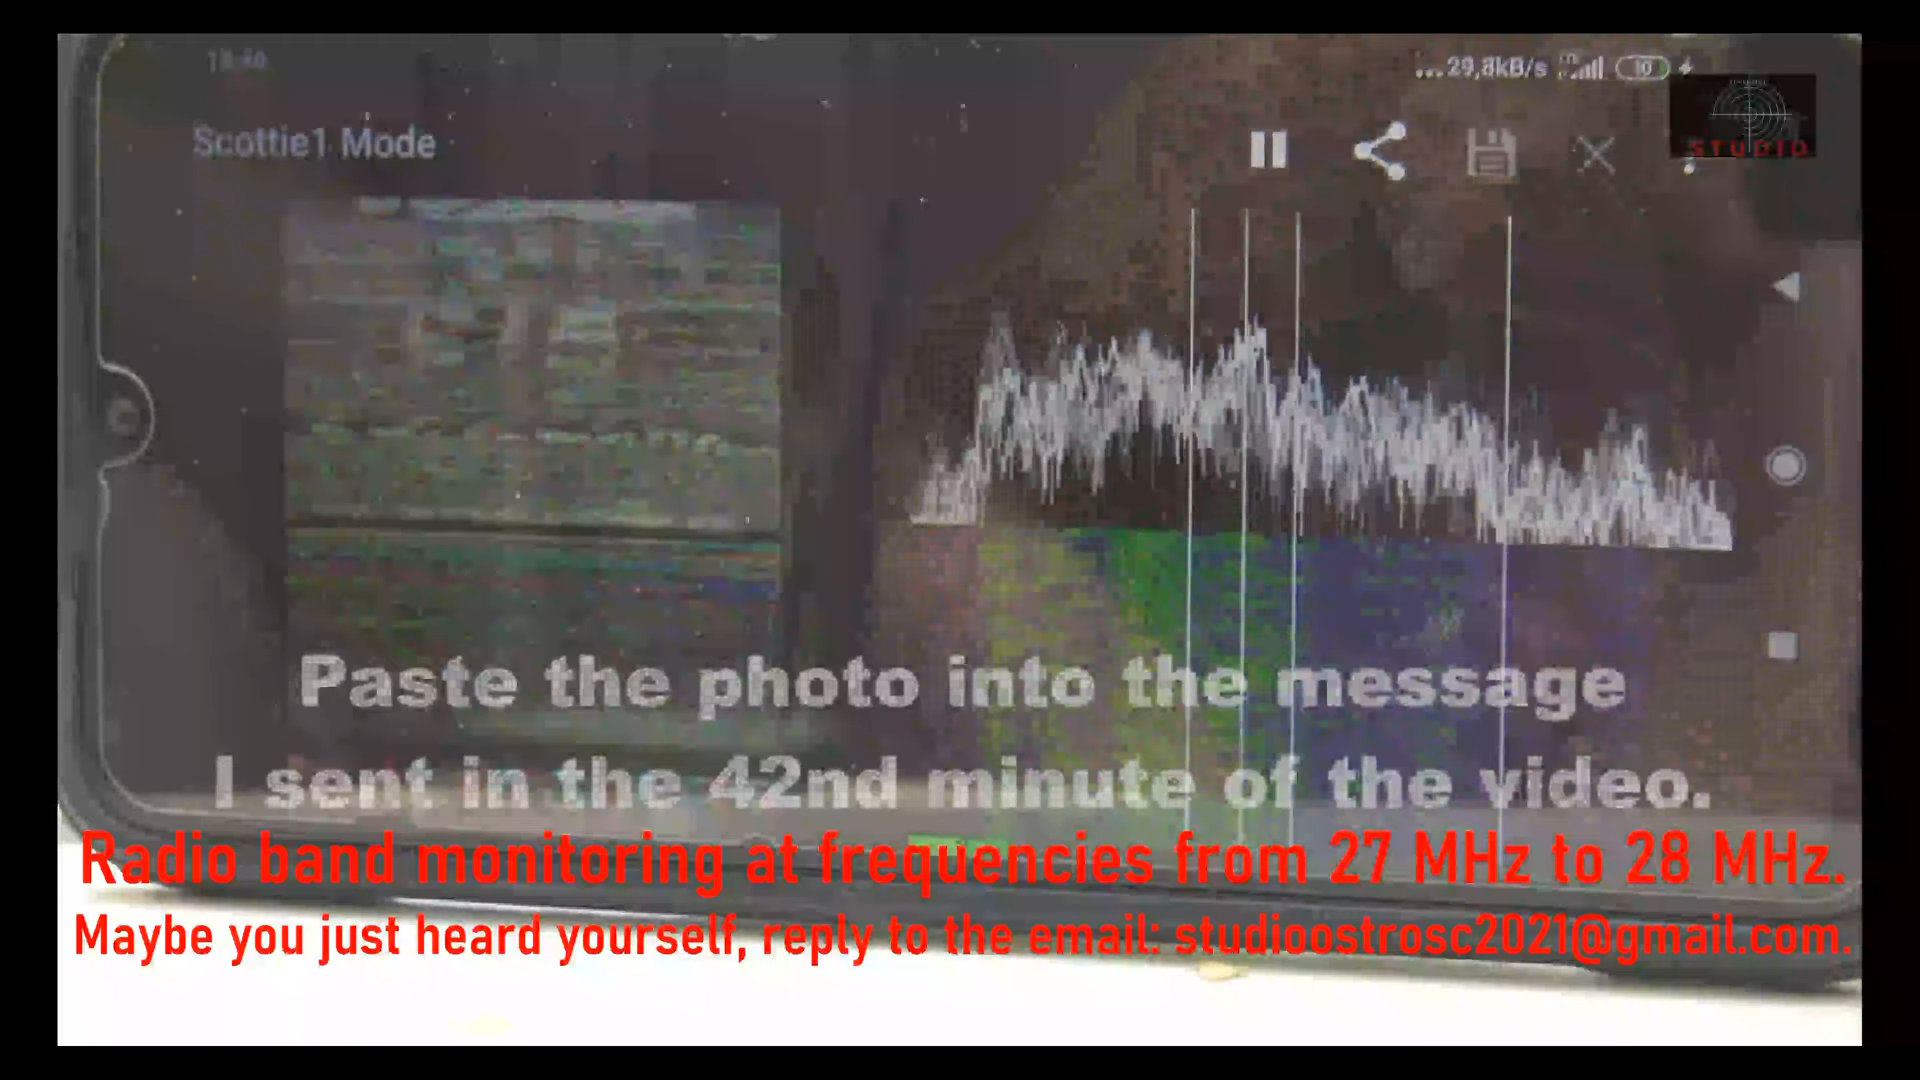 ...29,8kB/s
10
Scottie1 Mode
STUDIO
Paste the photo into the message
I sent in the 42nd minute of the video.
Radio band monitoring at frequencies from 27 MHz to 28 MHz.
Maybe you just heard yourself, reply to the email: studioostrosc2021@gmail.com.